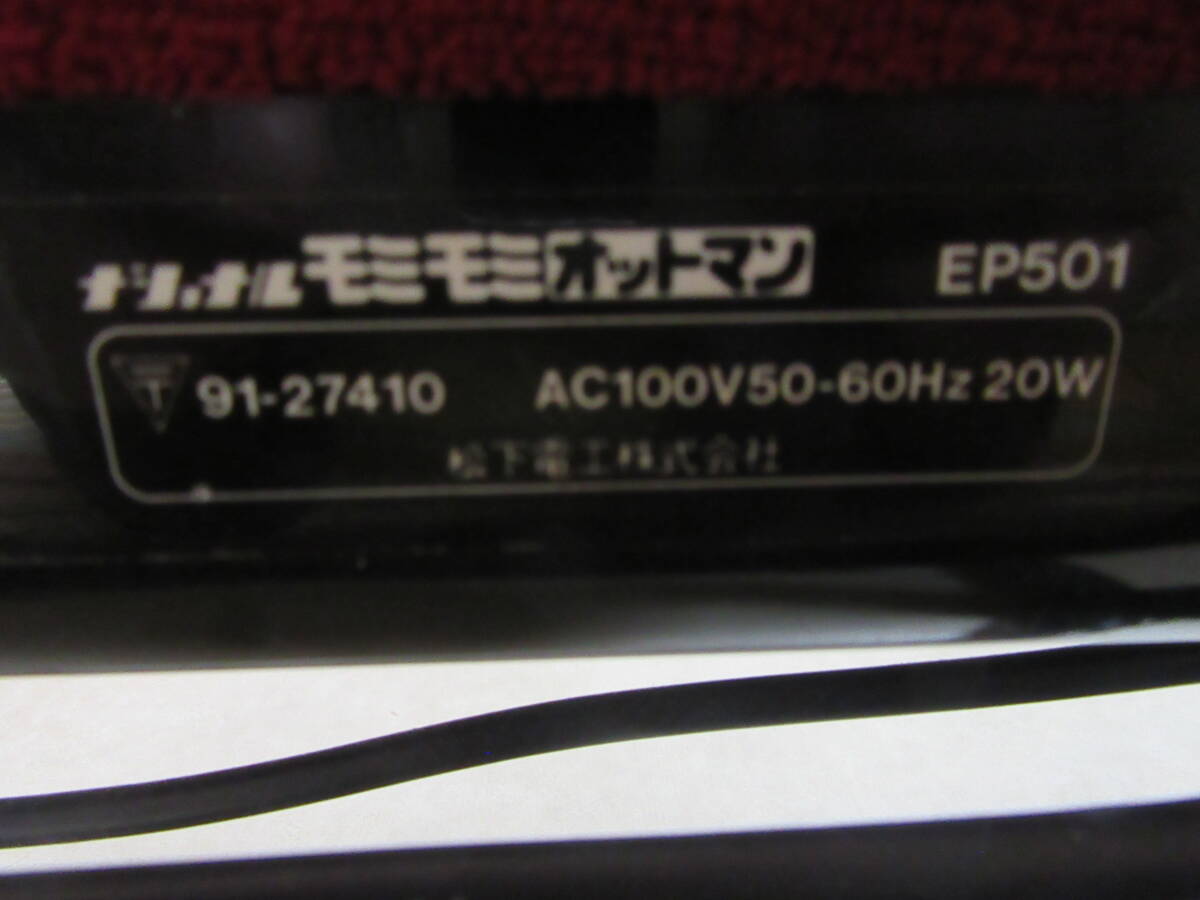 ナショナル モミモミ オットマン EP501
〒 91-27410 AC100V50-60Hz 20W
松下電工株式会社